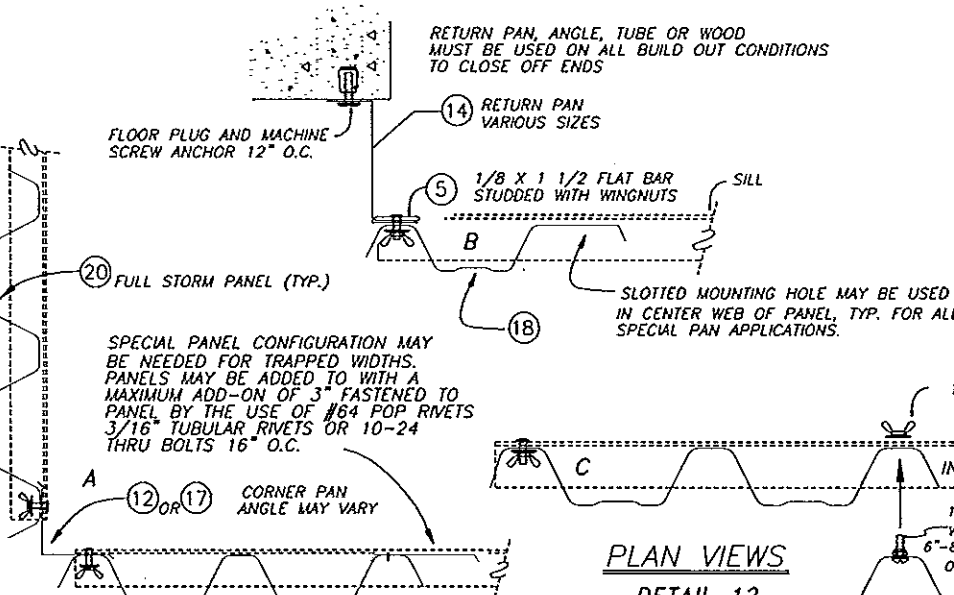 RETURN PAN, ANGLE, TUBE OR WOOD
MUST BE USED ON ALL BUILD OUT CONDITIONS
TO CLOSE OFF ENDS
14 RETURN PAN
VARIOUS SIZES
FLOOR PLUG AND MACHINE
SCREW ANCHOR 12" O.C.
5 1/8 X 1 1/2 FLAT BAR
STUDDED WITH WINGNUTS
SILL
B
20 FULL STORM PANEL (TYP.)
18
SLOTTED MOUNTING HOLE MAY BE USED
IN CENTER WEB OF PANEL, TYP. FOR ALL
SPECIAL PAN APPLICATIONS.
SPECIAL PANEL CONFIGURATION MAY
BE NEEDED FOR TRAPPED WIDTHS.
PANELS MAY BE ADDED TO WITH A
MAXIMUM ADD-ON OF 3" FASTENED TO
PANEL BY THE USE OF #64 POP RIVETS
3/16" TUBULAR RIVETS OR 10-24
THRU BOLTS 16" O.C.
A
12 OR 17 CORNER PAN
ANGLE MAY VARY
C
IN
6"-8
PLAN VIEWS
DETAIL 13